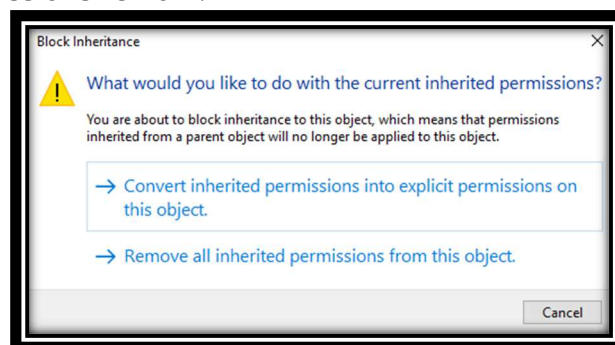 Block Inheritance
What would you like to do with the current inherited permissions?
You are about to block inheritance to this object, which means that permissions
inherited from a parent object will no longer be applied to this object.
→ Convert inherited permissions into explicit permissions on
this object.
→ Remove all inherited permissions from this object.
Cancel